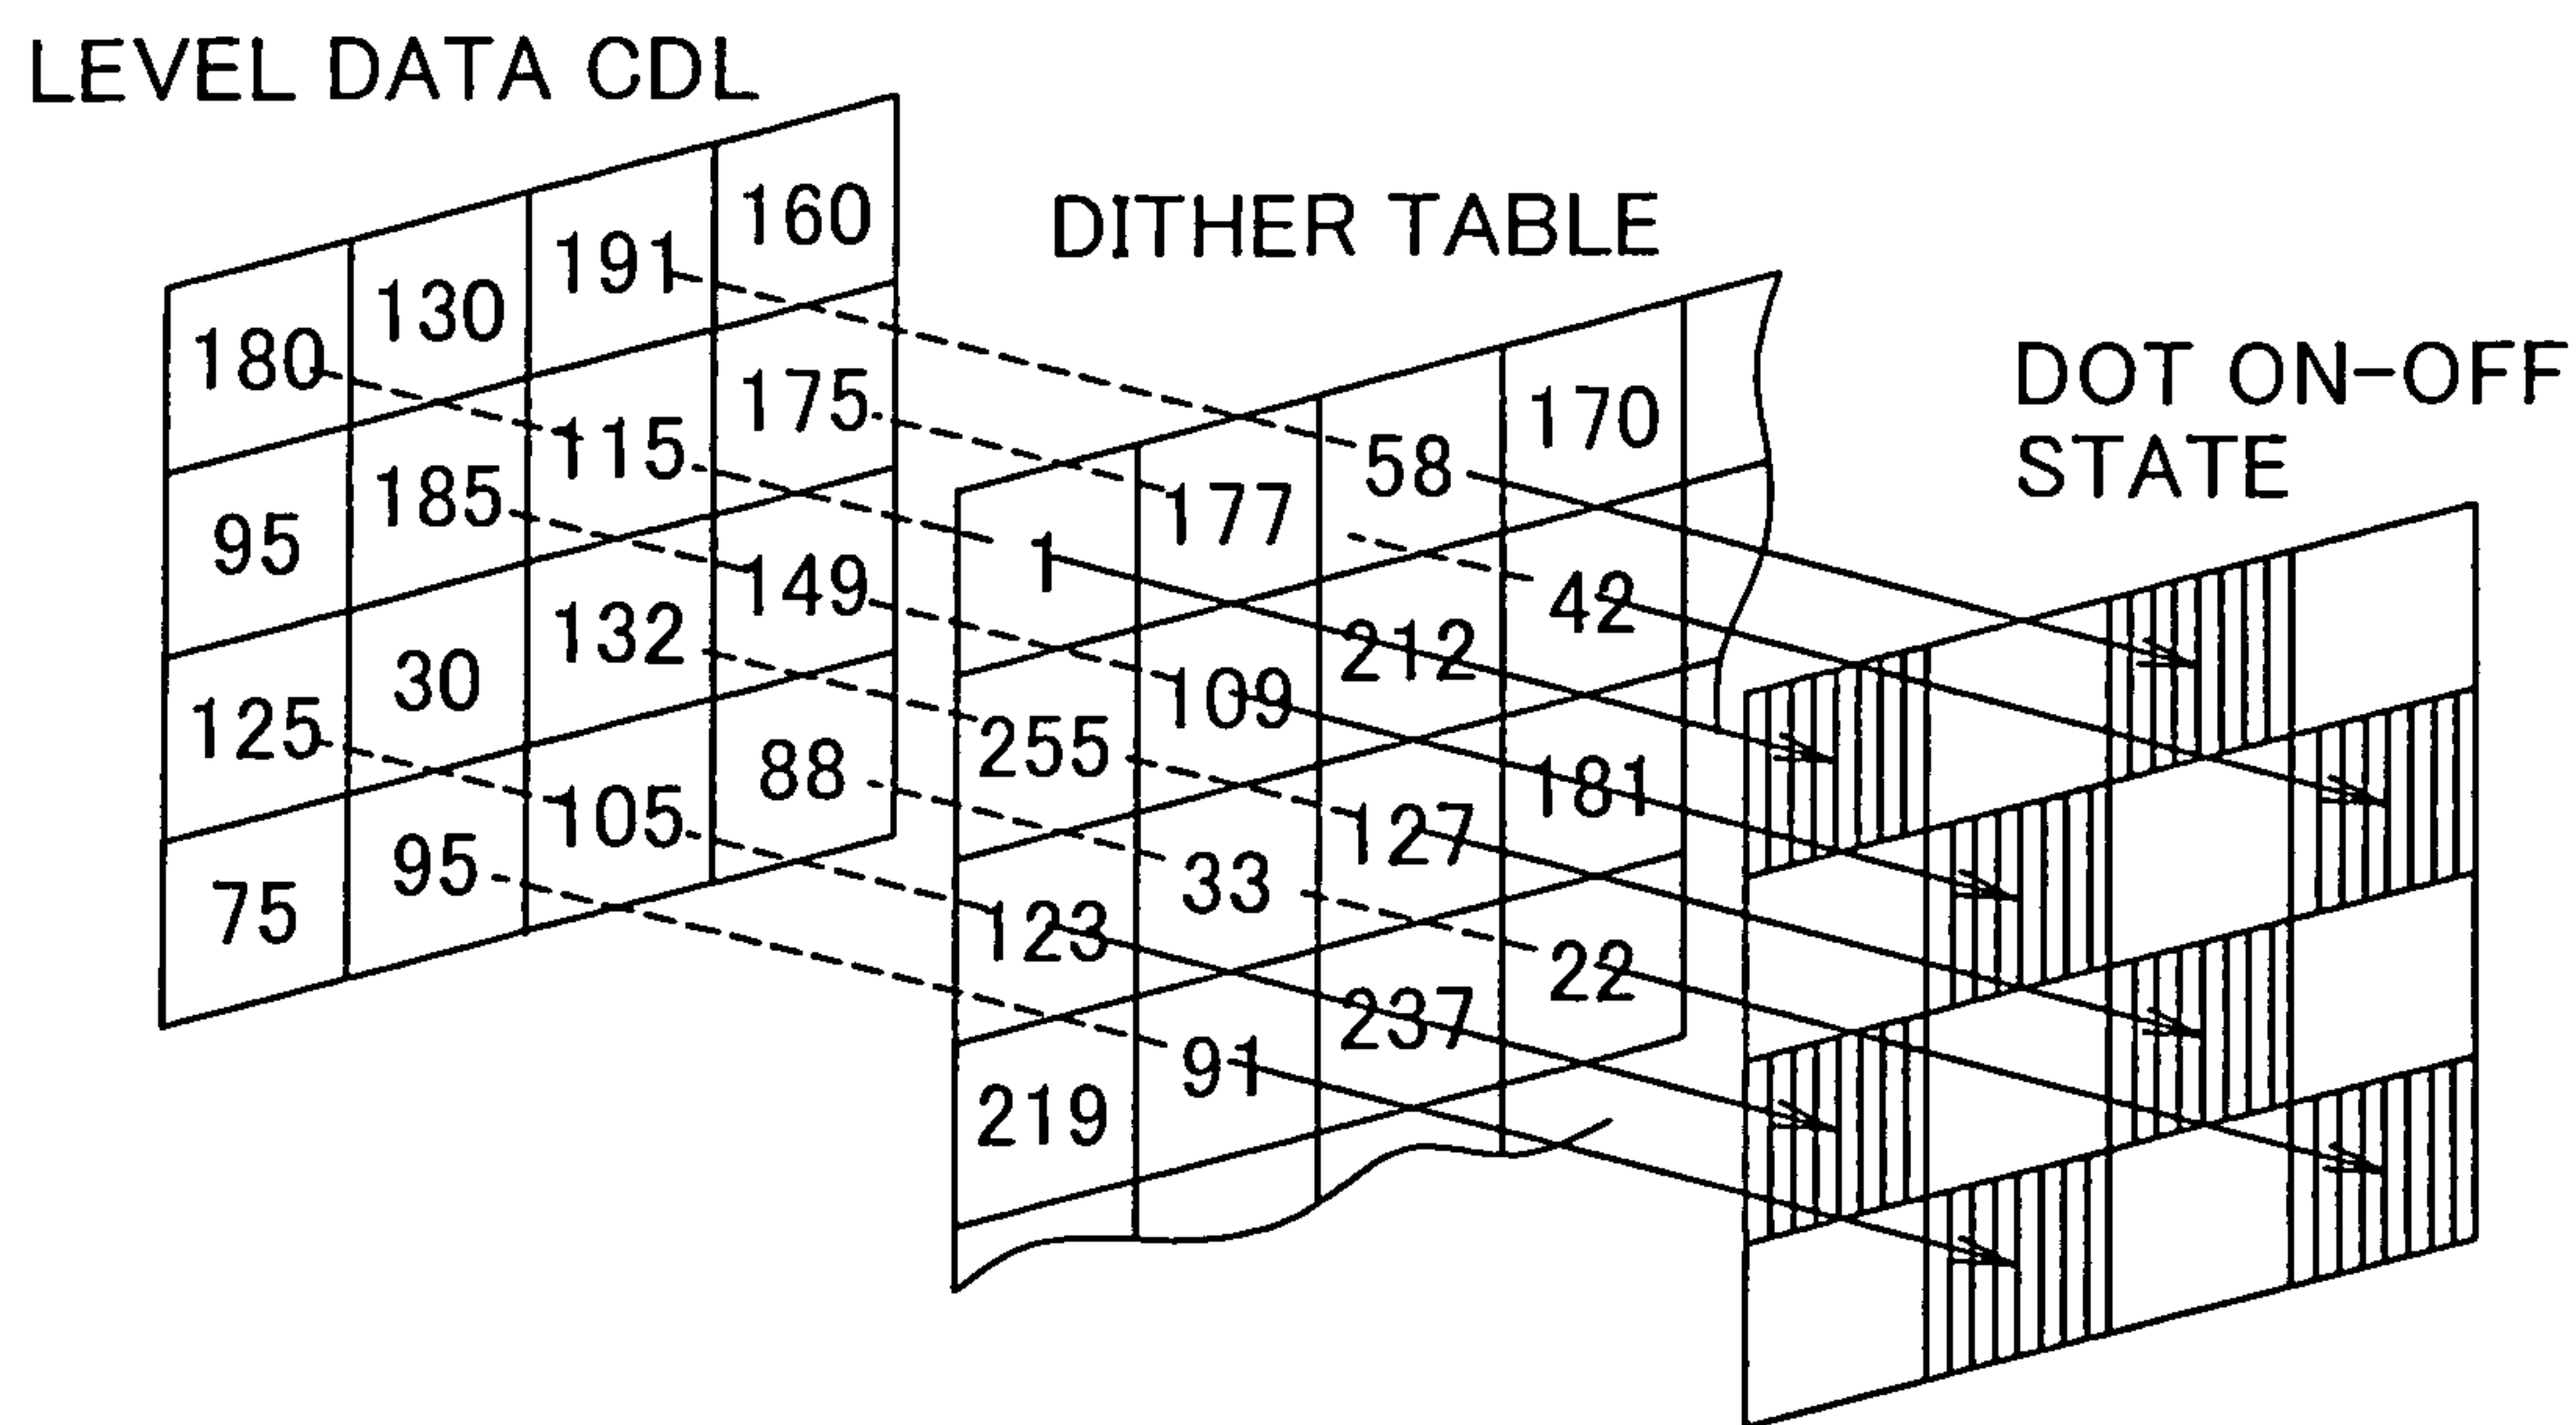 LEVEL DATA CDL
180 130 191 160
95 185 115 175
125 30 132 149
75 95 105 88
DITHER TABLE
1 177 58 170
255 109 212 42
123 33 127 181
219 91 237 22
DOT ON-OFF
STATE